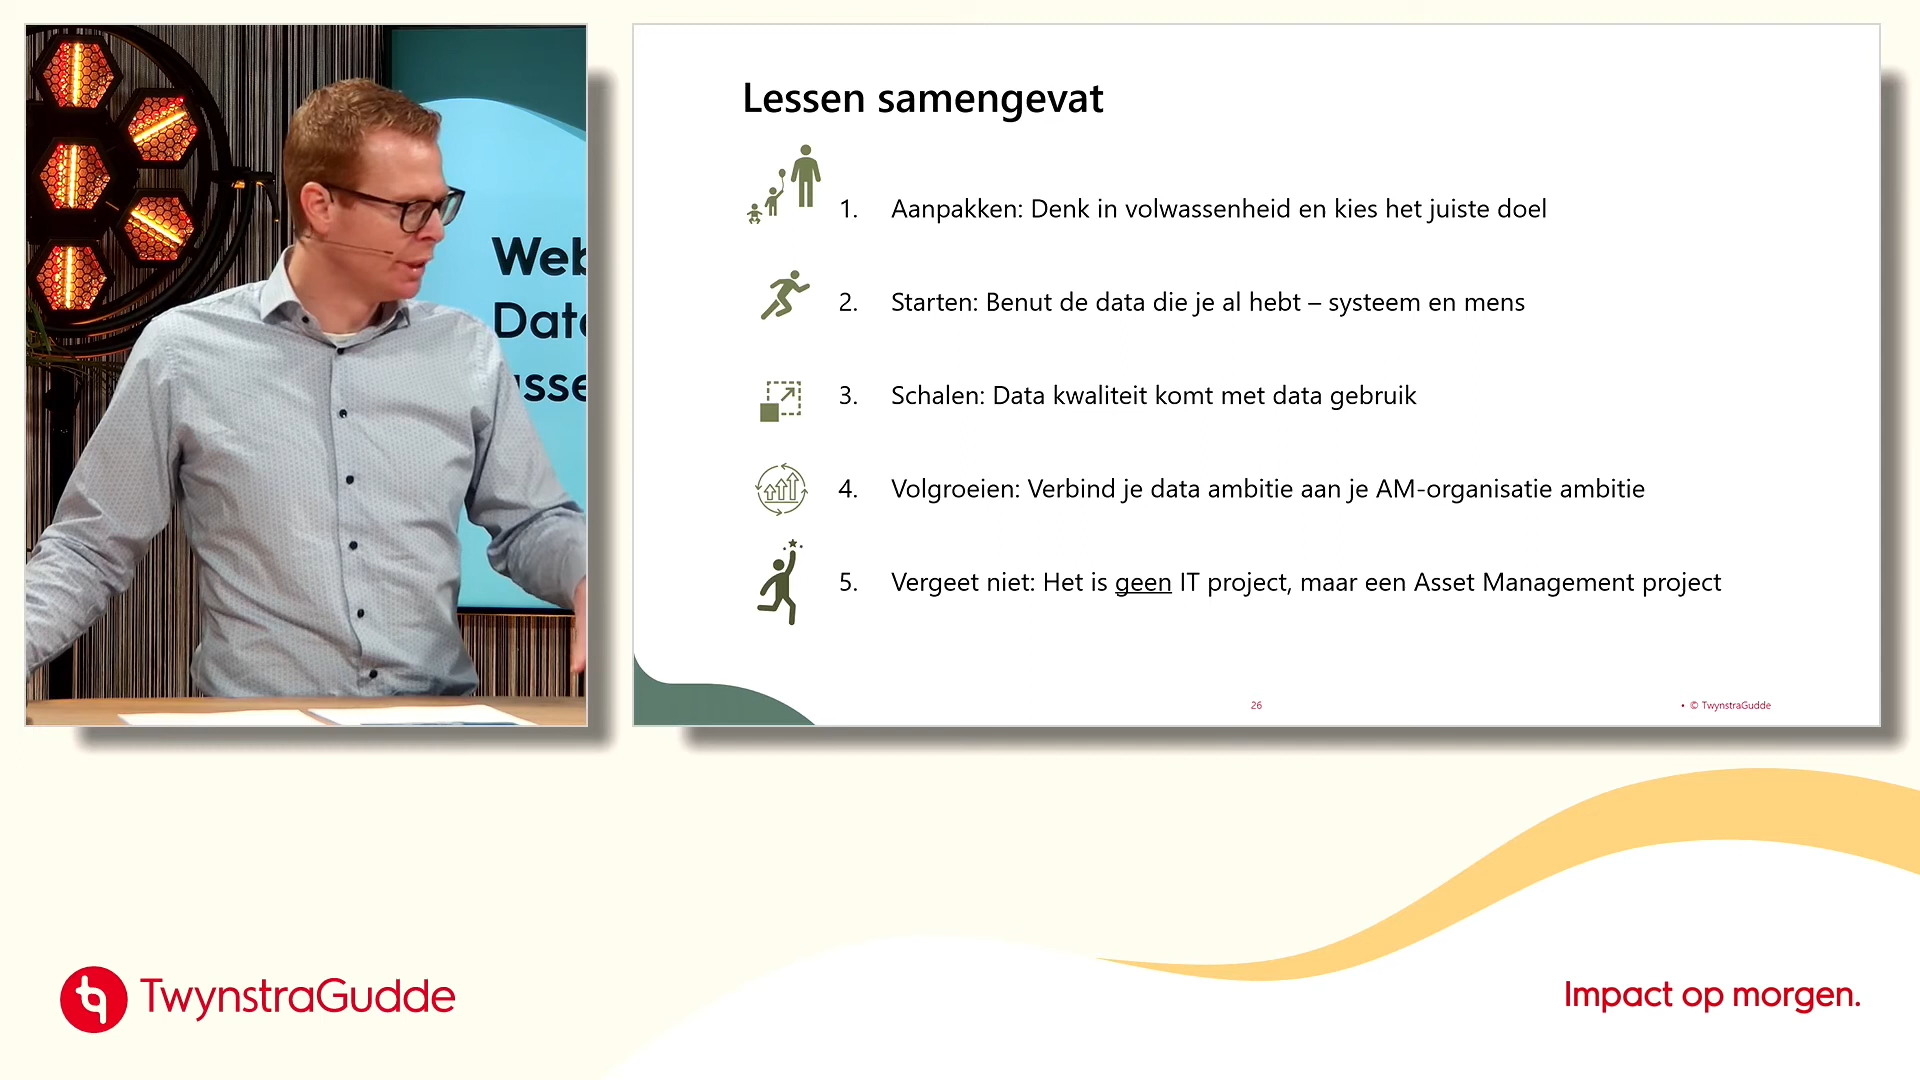 Web
Data
asse
Lessen samengevat
1. Aanpakken: Denk in volwassenheid en kies het juiste doel
2. Starten: Benut de data die je al hebt – systeem en mens
3. Schalen: Data kwaliteit komt met data gebruik
4. Volgroeien: Verbind je data ambitie aan je AM-organisatie ambitie
5. Vergeet niet: Het is geen IT project, maar een Asset Management project
26
• © TwynstraGudde
TwynstraGudde
Impact op morgen.